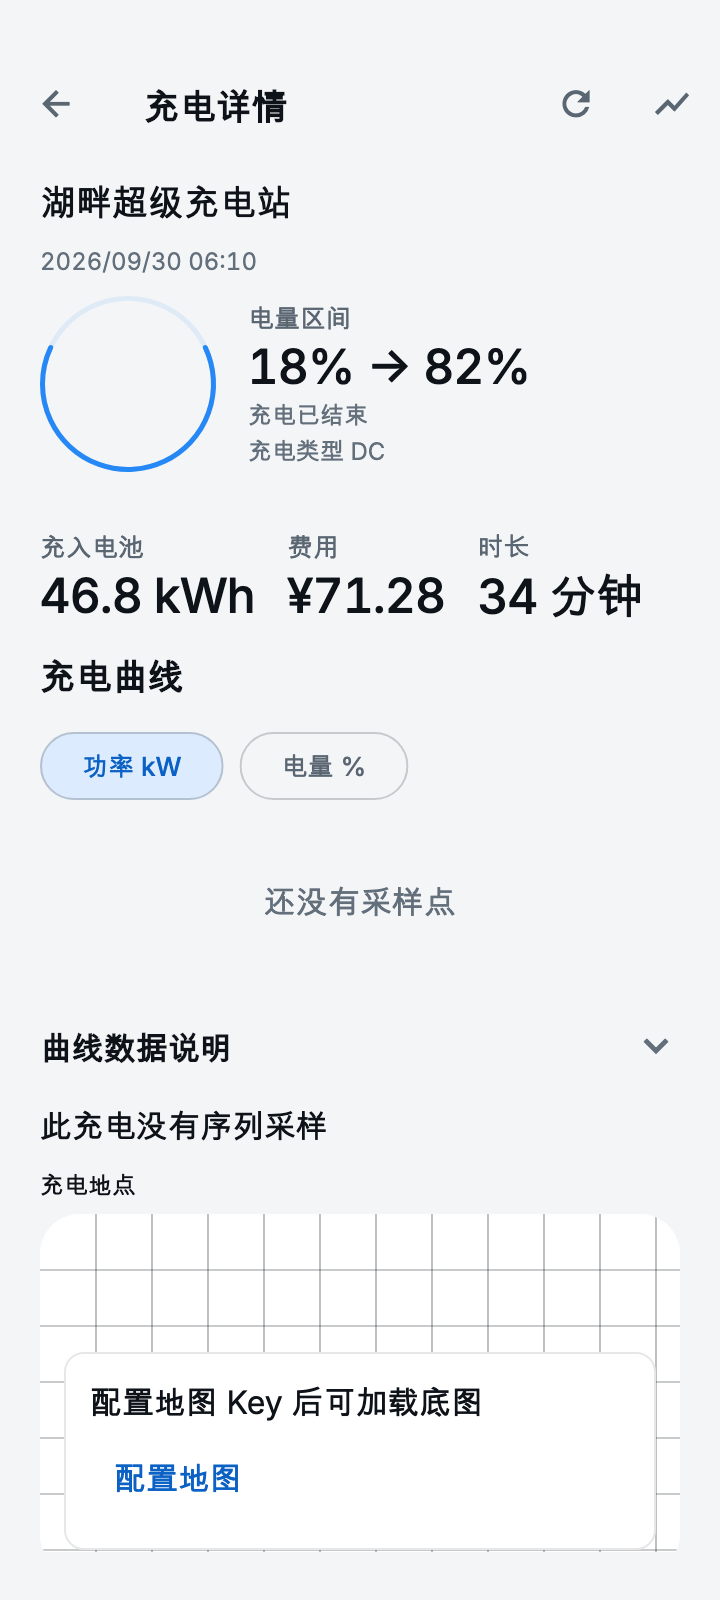 充电详情
湖畔超级充电站
2026/09/30 06:10
电量区间
18% → 82%
充电已结束
充电类型 DC
充入电池 费用 时长
46.8 kWh ¥71.28 34 分钟
充电曲线
功率 kW 电量 %
还没有采样点
曲线数据说明
此充电没有序列采样
充电地点
配置地图 Key 后可加载底图
配置地图